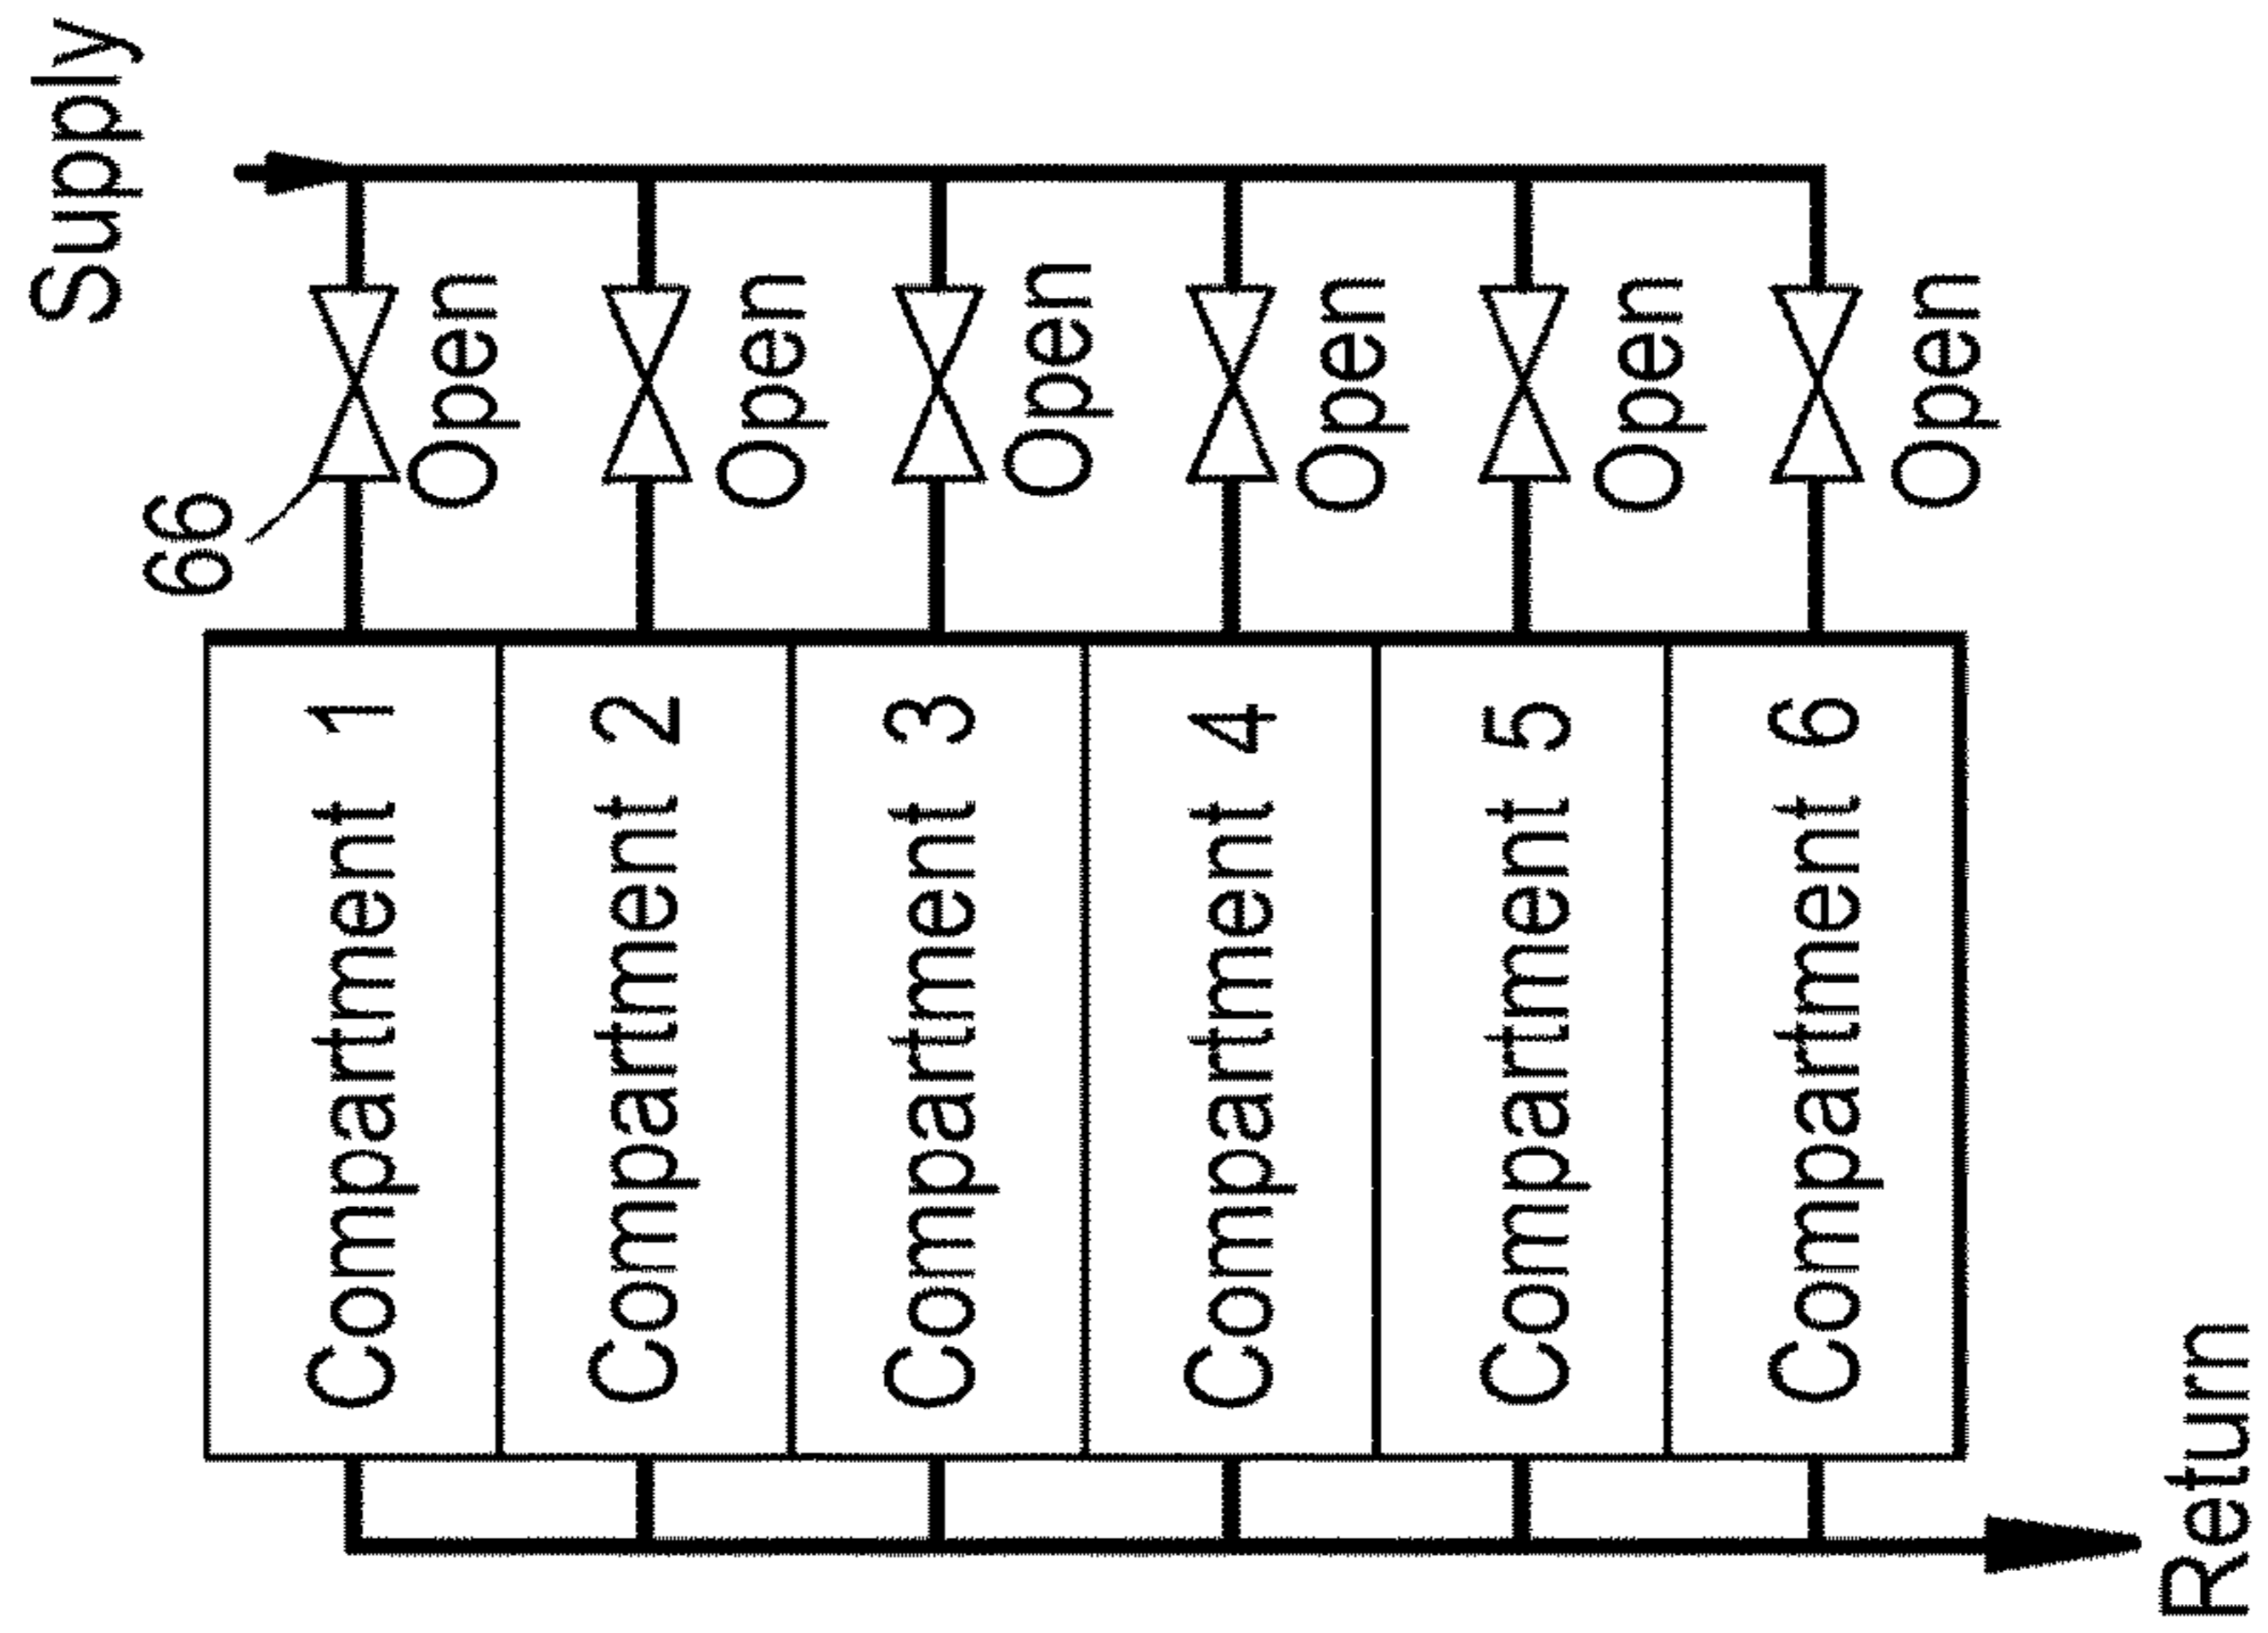 Supply
66
Open
Open
Open
Open
Open
Open
Compartment 1
Compartment 2
Compartment 3
Compartment 4
Compartment 5
Compartment 6
Return